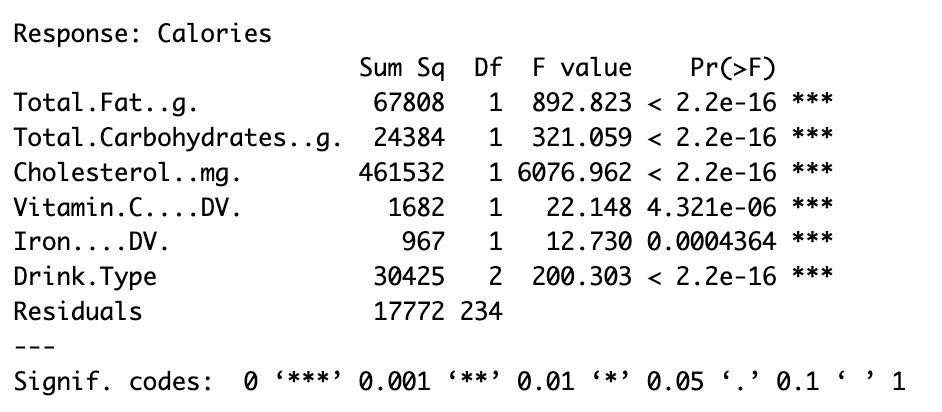 Response: Calories
Sum Sq Df F value Pr(>F)
Total.Fat..g. 67808 1 892.823 < 2.2e-16 ***
Total.Carbohydrates..g. 24384 1 321.059 < 2.2e-16 ***
Cholesterol..mg. 461532 1 6076.962 < 2.2e-16 ***
Vitamin.C....DV. 1682 1 22.148 4.321e-06 ***
Iron....DV. 967 1 12.730 0.0004364 ***
Drink.Type 30425 2 200.303 < 2.2e-16 ***
Residuals 17772 234
---
Signif. codes: 0 ‘***’ 0.001 ‘**’ 0.01 ‘*’ 0.05 ‘.’ 0.1 ‘ ’ 1